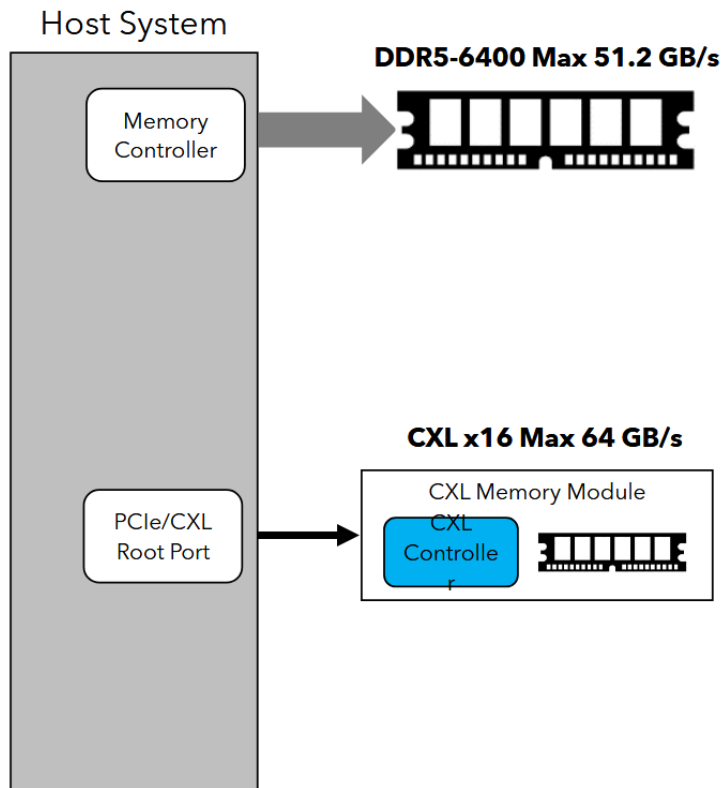 Host System
DDR5-6400 Max 51.2 GB/s
Memory
Controller
CXL x16 Max 64 GB/s
PCIe/CXL
Root Port
CXL Memory Module
CXL
Controlle
r